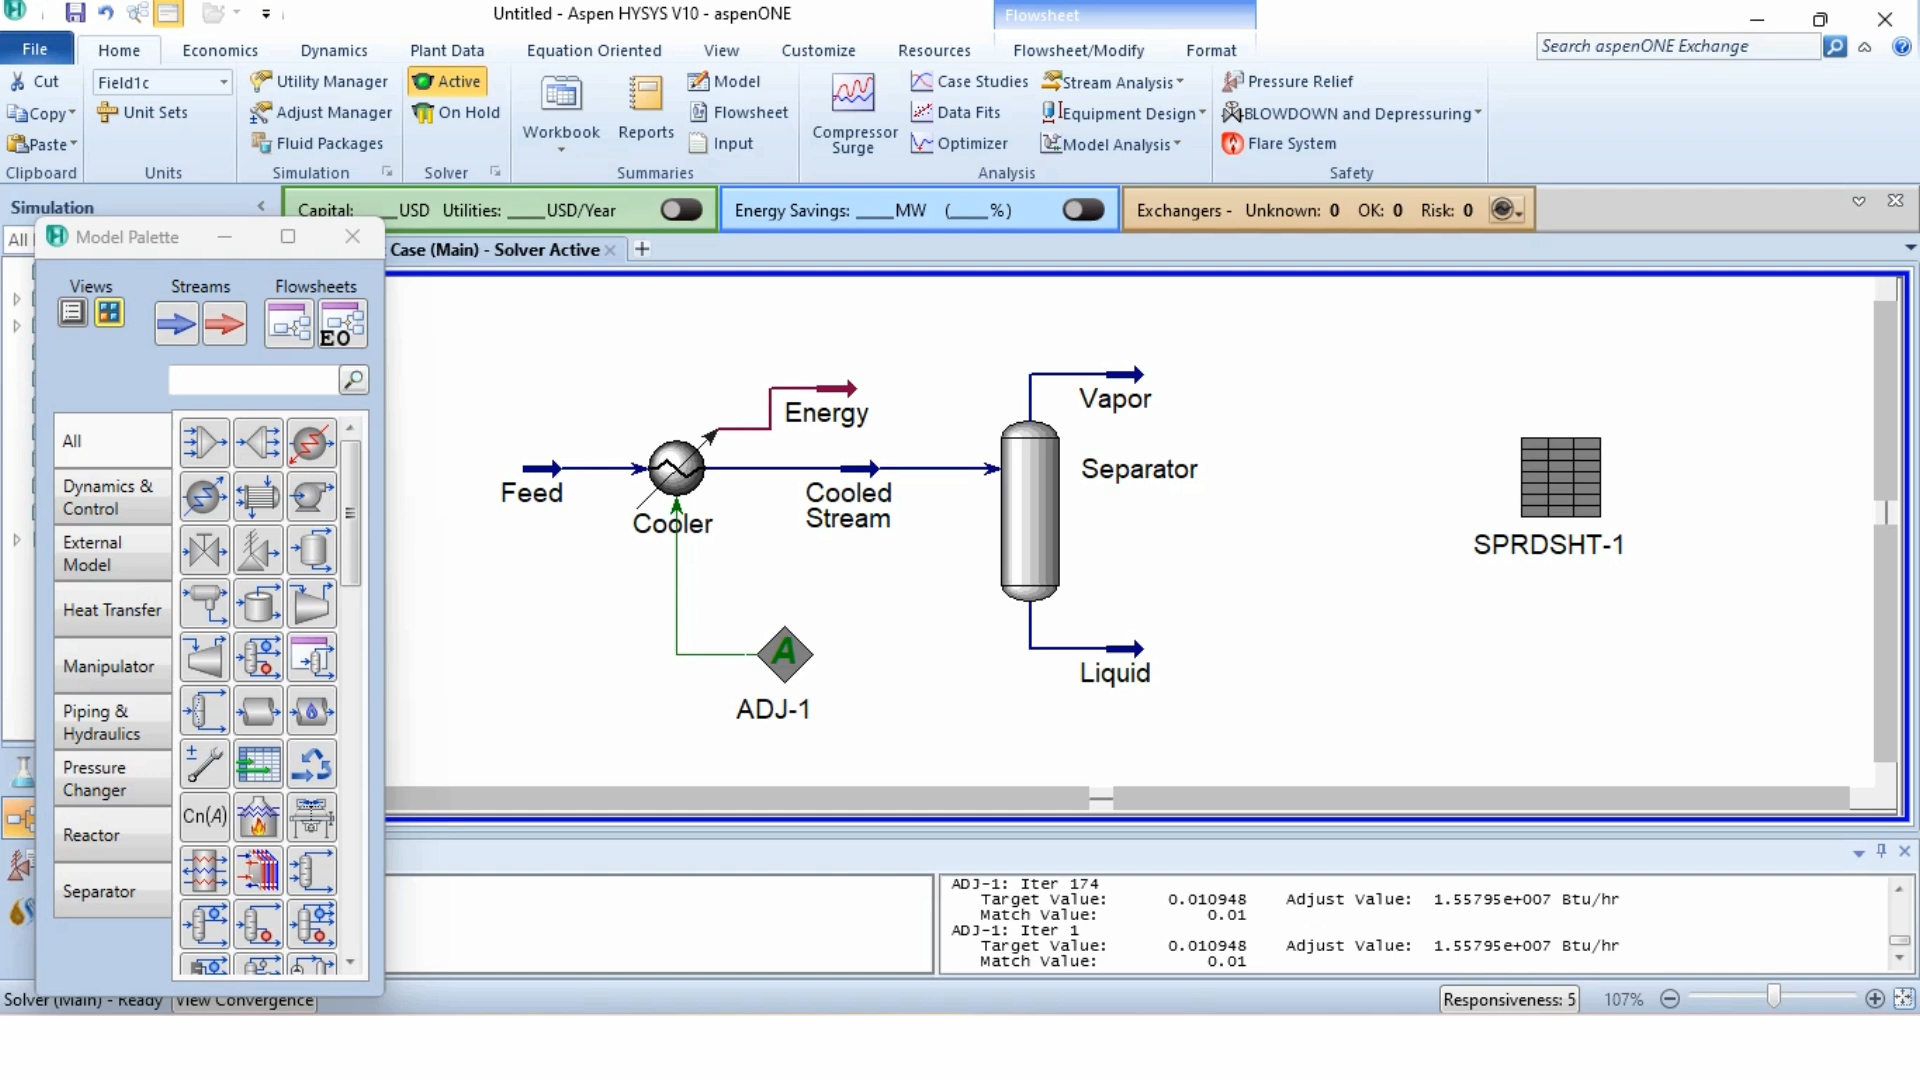 Untitled - Aspen HYSYS V10 - aspenONE
Flowsheet
File Home Economics Dynamics Plant Data Equation Oriented View Customize Resources Flowsheet/Modify Format Search aspenONE Exchange
Cut Field1c Utility Manager Active Model Case Studies Stream Analysis Pressure Relief
Copy Unit Sets Adjust Manager On Hold Flowsheet Data Fits Equipment Design BLOWDOWN and Depressuring
Paste Fluid Packages Workbook Reports Input Compressor Surge Optimizer Model Analysis Flare System
Clipboard Units Simulation Solver Summaries Analysis Safety
Simulation
Capital: ____USD Utilities: ____USD/Year Energy Savings: ____MW (____%) Exchangers - Unknown: 0 OK: 0 Risk: 0
All
Model Palette
Case (Main) - Solver Active
Views Streams Flowsheets
EO
All
Dynamics &
Control
External
Model
Heat Transfer
Manipulator
Piping &
Hydraulics
Pressure
Changer
Reactor
Separator
Cn(A)
Energy
Vapor
Feed
Cooler
Cooled
Stream
Separator
SPRDSHT-1
A
ADJ-1
Liquid
ADJ-1: Iter 174
Target Value: 0.010948 Adjust Value: 1.55795e+007 Btu/hr
Match Value: 0.01
ADJ-1: Iter 1
Target Value: 0.010948 Adjust Value: 1.55795e+007 Btu/hr
Match Value: 0.01
Solver (Main) - Ready View Convergence Responsiveness: 5 107%